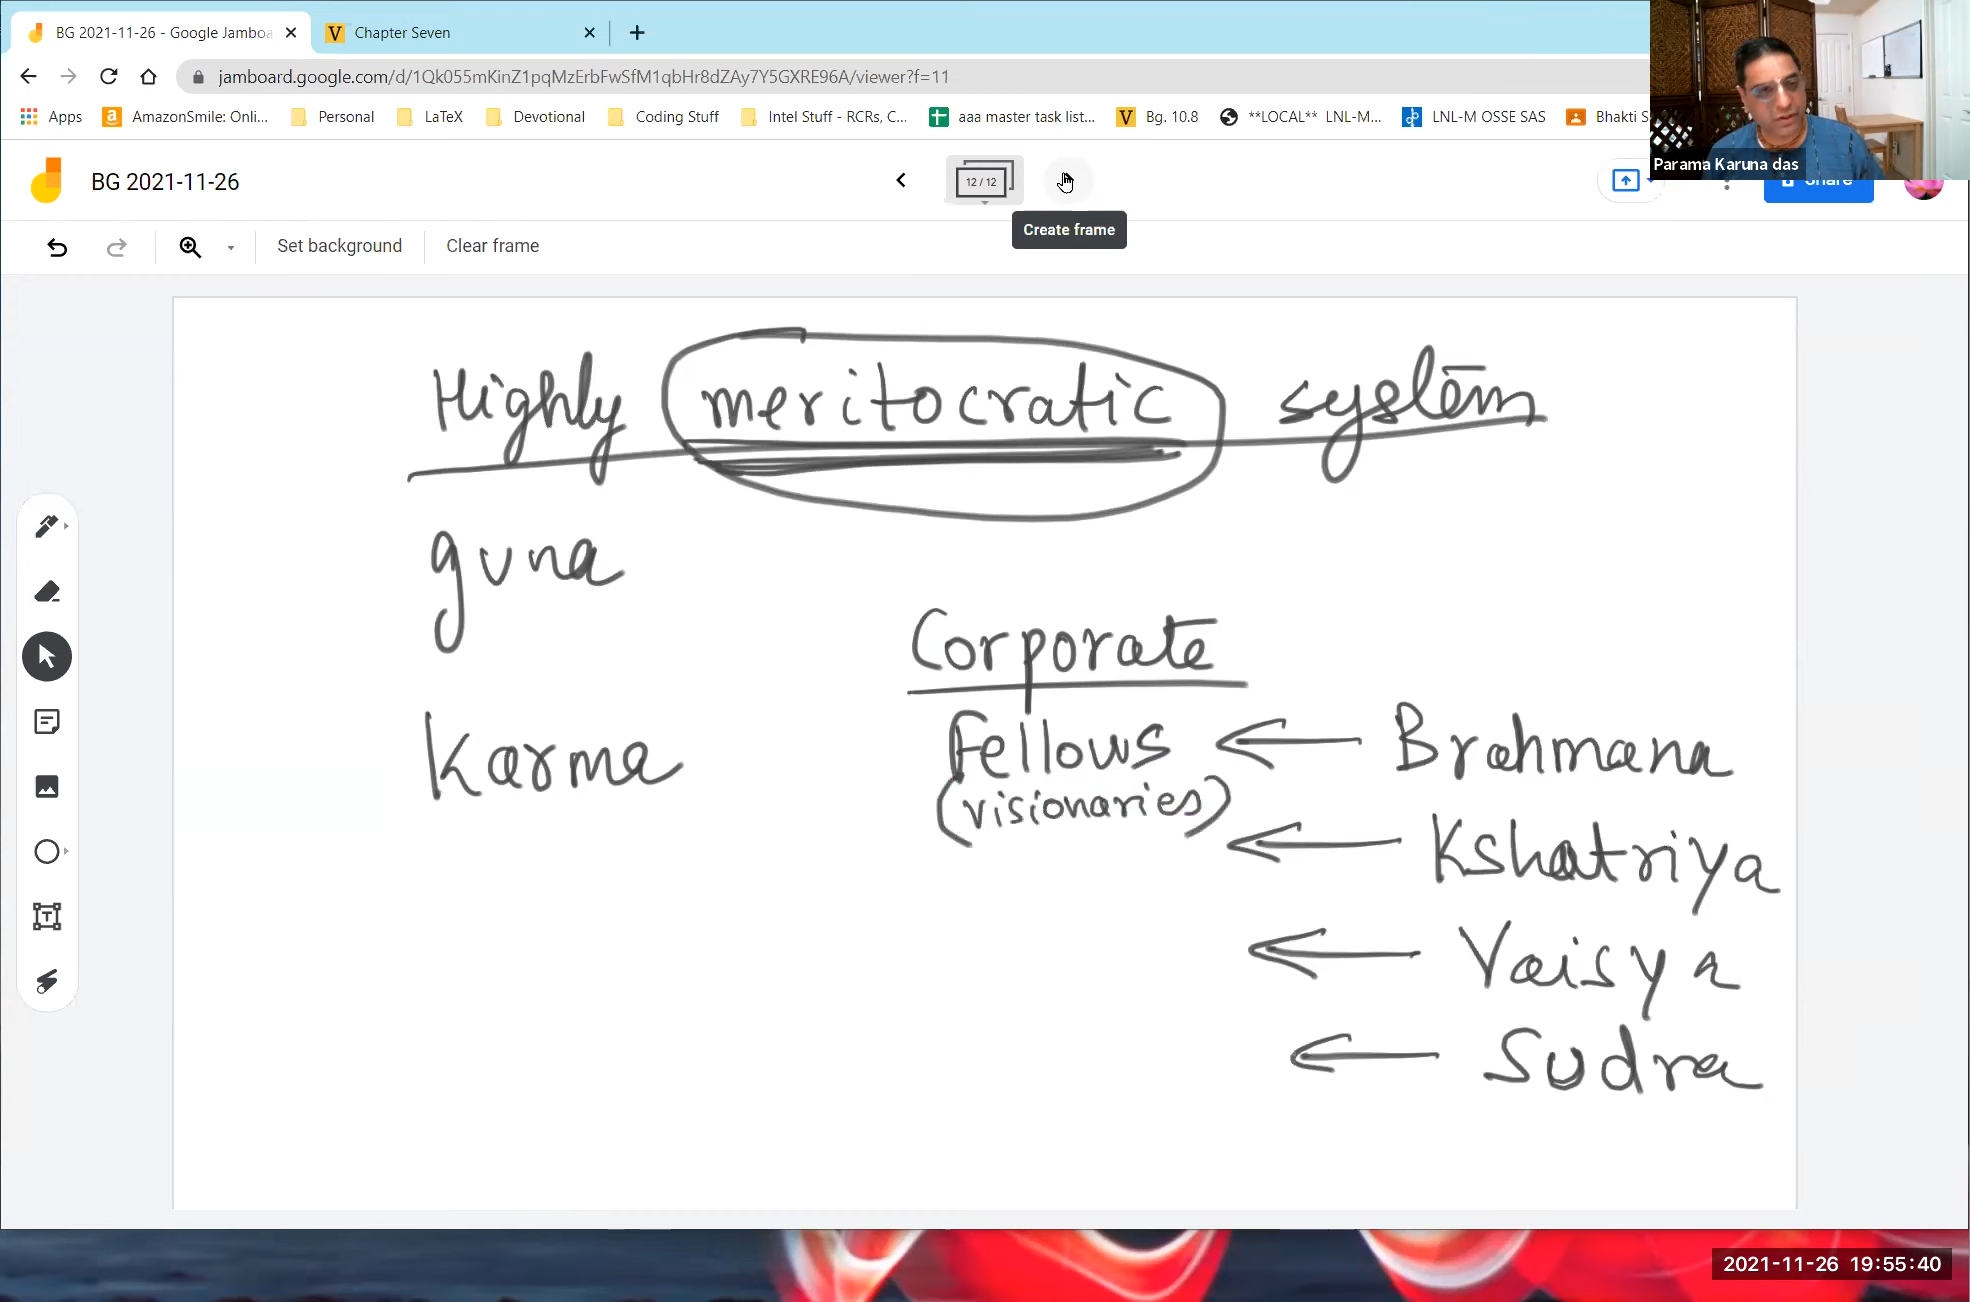 BG 2021-11-26 - Google Jamboa
Chapter Seven
jamboard.google.com/d/1Qk055mKinZ1pqMzErbFwSfM1qbHr8dZAy7Y5GXRE96A/viewer?f=11
Apps AmazonSmile: Onli... Personal LaTeX Devotional Coding Stuff Intel Stuff - RCRs, C... aaa master task list... Bg. 10.8 **LOCAL** LNL-M... LNL-M OSSE SAS Bhakti S
Parama Karuna das
BG 2021-11-26
12 / 12
Share
Create frame
Set background Clear frame
Highly meritocratic system
guna
Corporate
Karma
Fellows ← Brahmana
(visionaries)
← Kshatriya
← Vaisya
← Sudra
2021-11-26 19:55:40